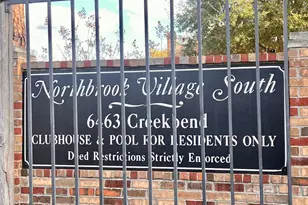 Northbrook Village South
6463 Creekbend
CLUBHOUSE & POOL FOR RESIDENTS ONLY
Deed Restrictions Strictly Enforced